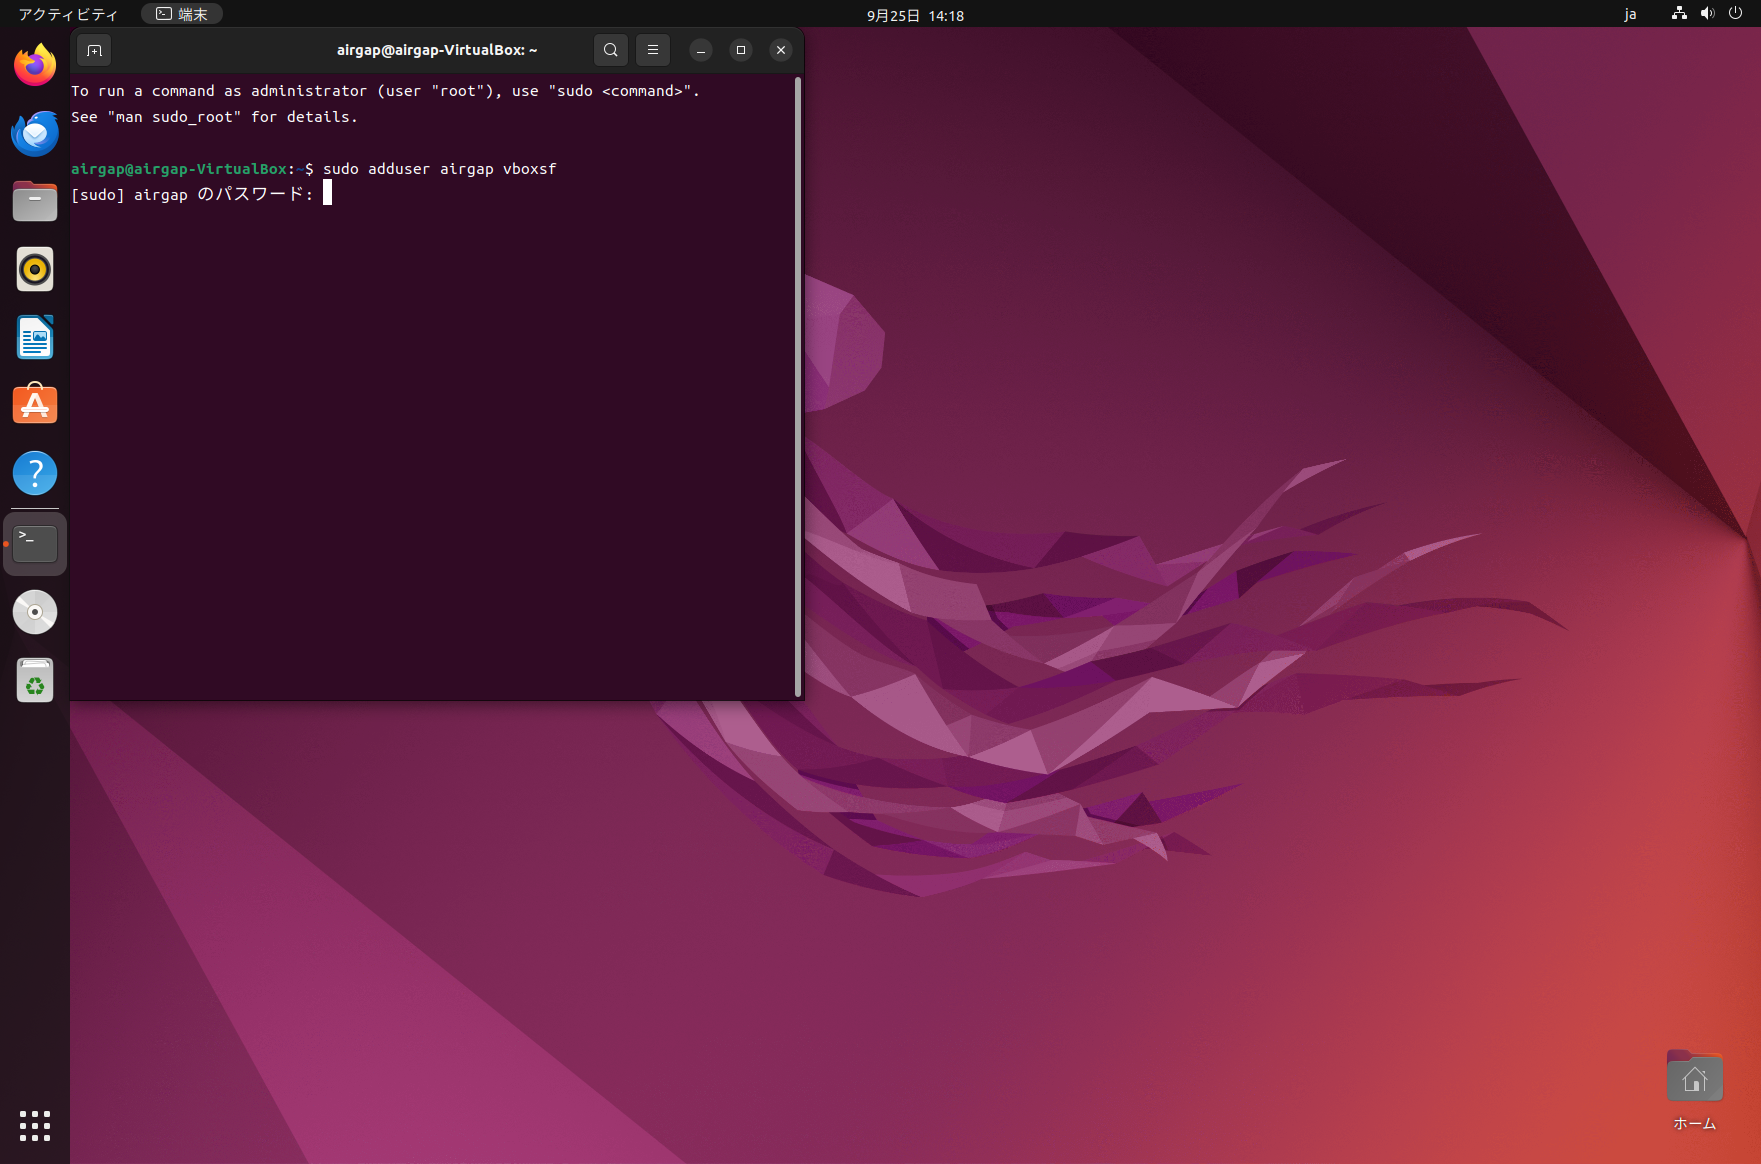 アクティビティ
端末
9月25日 14:18
ja
airgap@airgap-VirtualBox: ~
To run a command as administrator (user "root"), use "sudo <command>".
See "man sudo_root" for details.
airgap@airgap-VirtualBox:~$ sudo adduser airgap vboxsf
[sudo] airgap のパスワード:
>_
ホーム